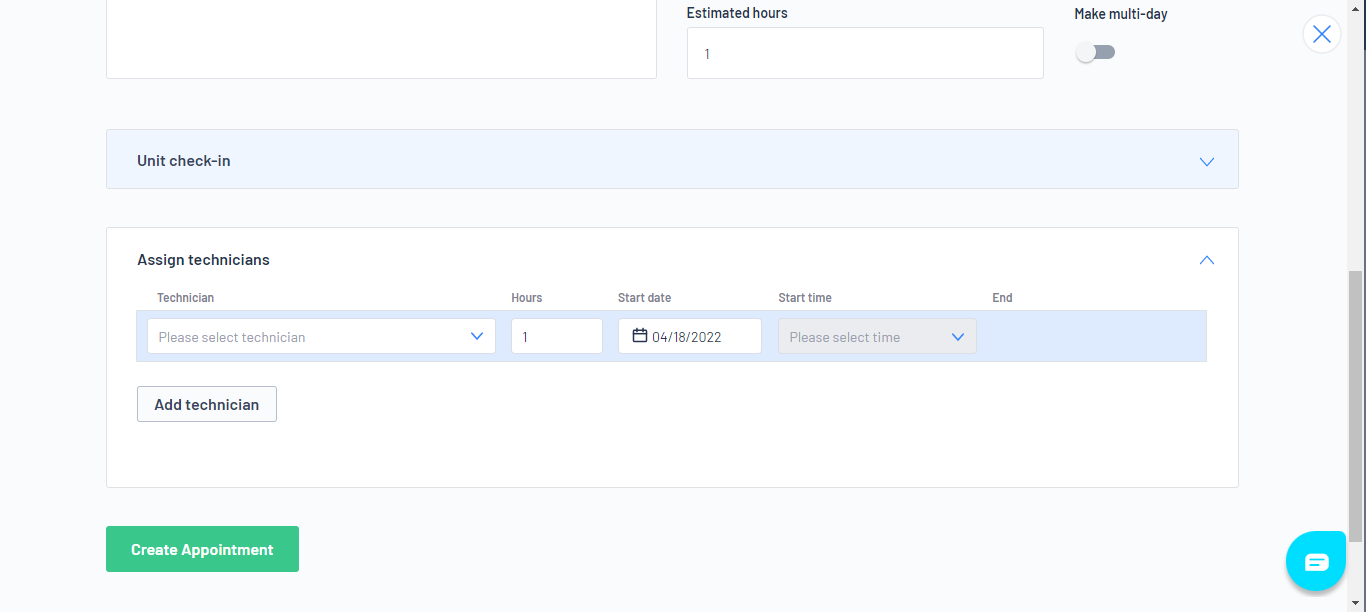 Estimated hours
Make multi-day
1
Unit check-in
Assign technicians
Technician Hours Start date Start time End
Please select technician 1 04/18/2022 Please select time
Add technician
Create Appointment